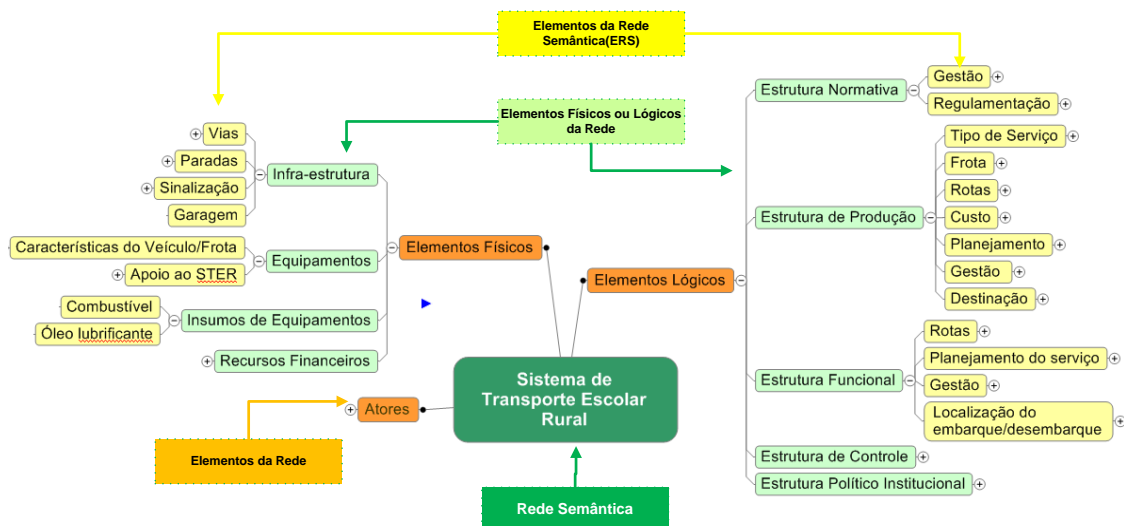 Elementos da Rede
Semântica(ERS)
Elementos Físicos ou Lógicos
da Rede
Vias
Paradas
Sinalização
Garagem
Infra-estrutura
Características do Veículo/Frota
Apoio ao STER
Equipamentos
Combustível
Óleo lubrificante
Insumos de Equipamentos
Recursos Financeiros
Elementos Físicos
Atores
Elementos da Rede
Sistema de
Transporte Escolar
Rural
Rede Semântica
Elementos Lógicos
Estrutura Normativa
Gestão
Regulamentação
Estrutura de Produção
Tipo de Serviço
Frota
Rotas
Custo
Planejamento
Gestão
Destinação
Estrutura Funcional
Rotas
Planejamento do serviço
Gestão
Localização do
embarque/desembarque
Estrutura de Controle
Estrutura Político Institucional